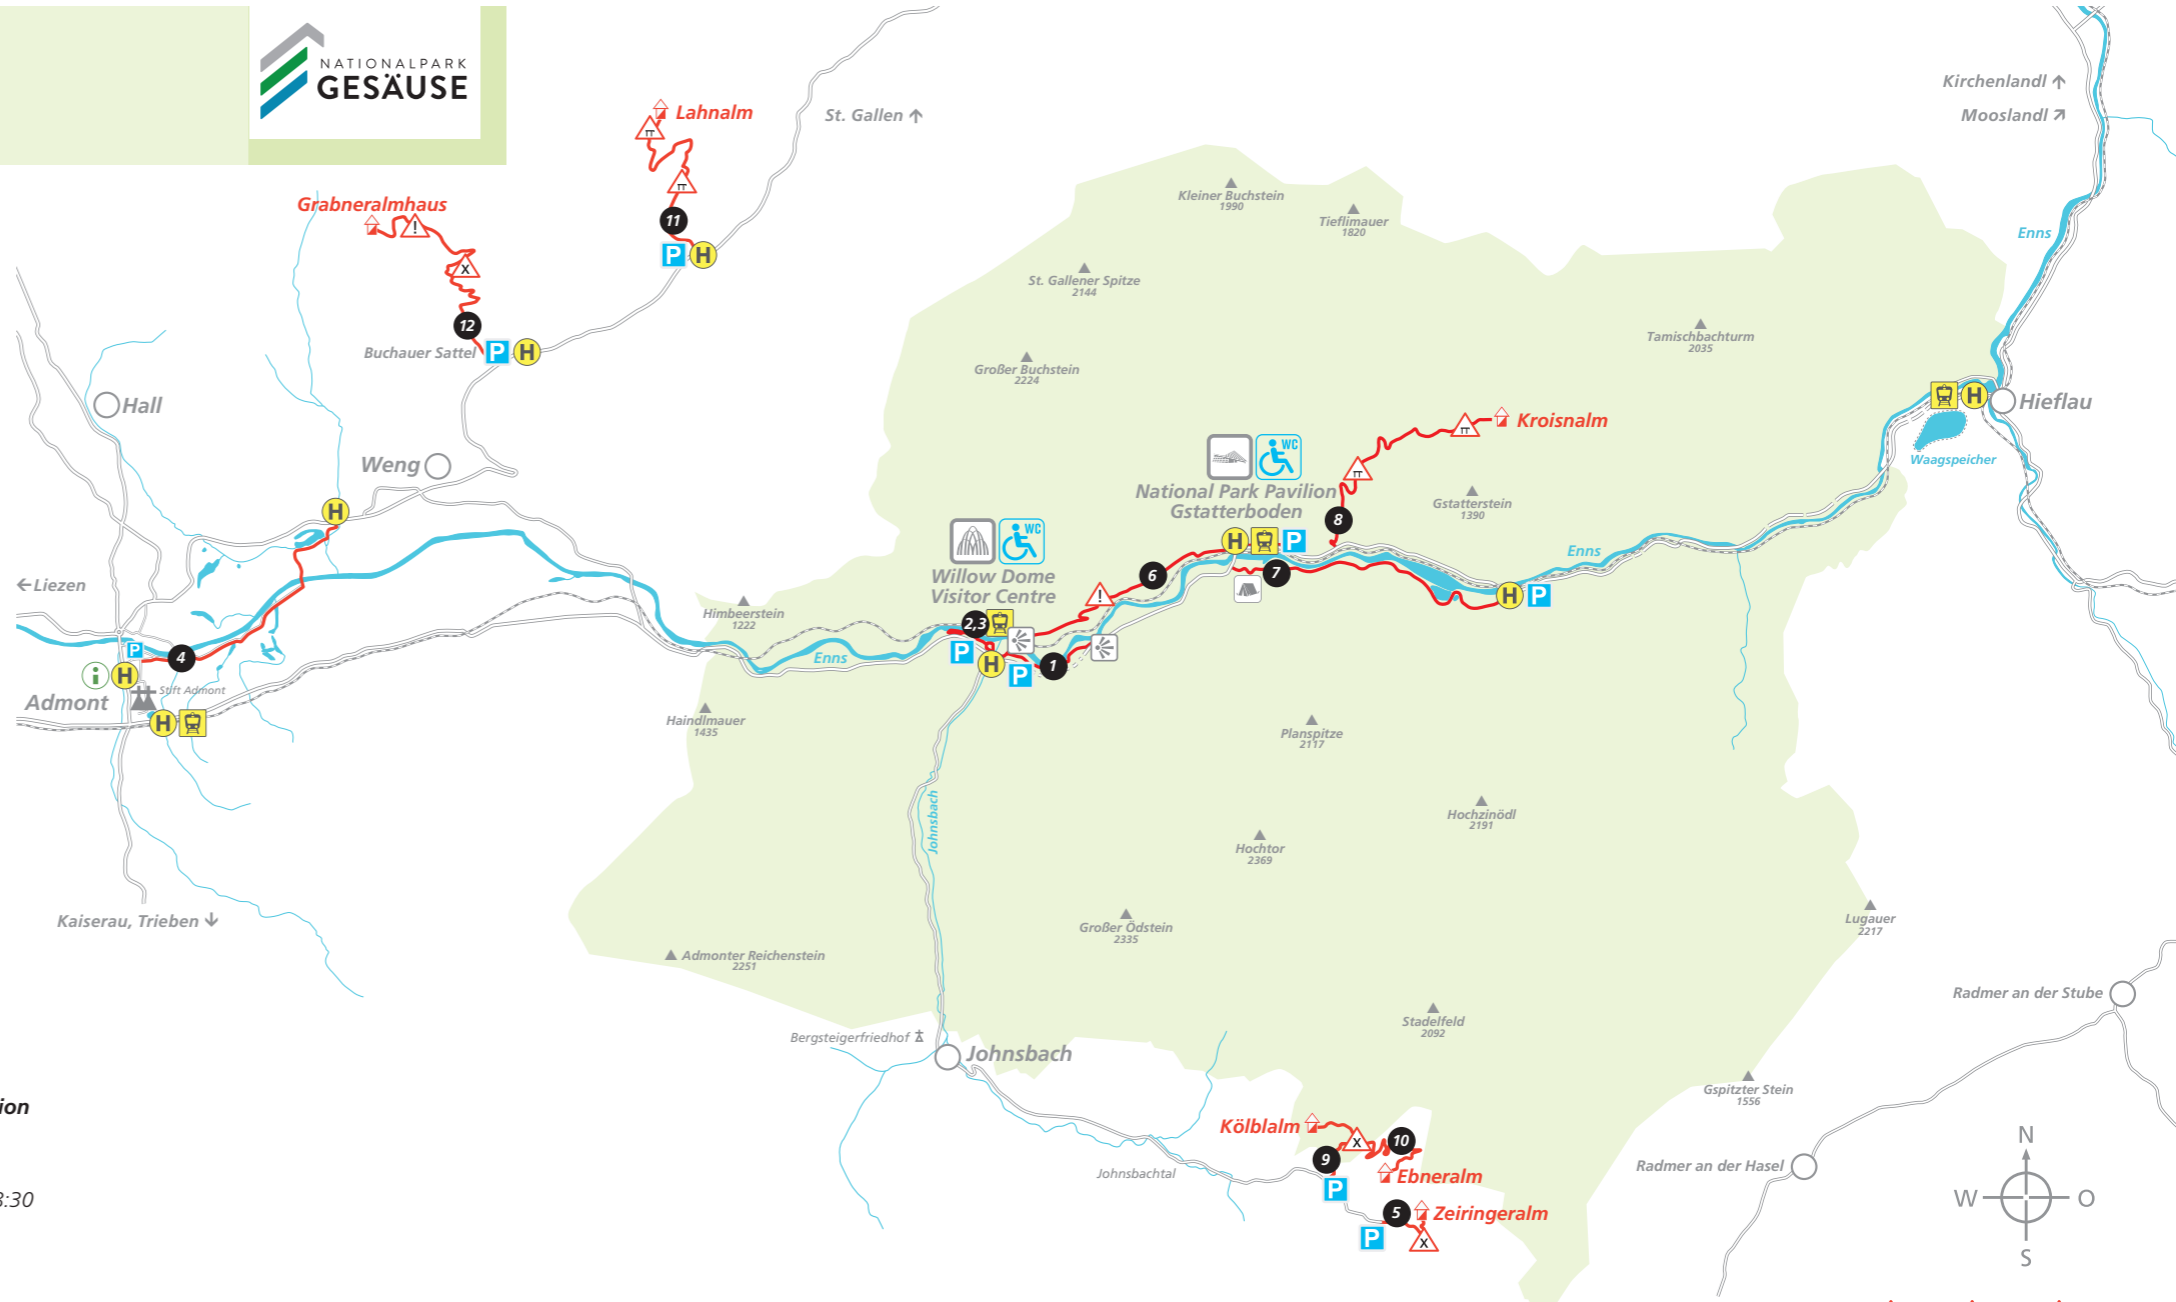 NATIONALPARK
GESÄUSE
Kirchenlandl
Mooslandl
Lahnalm
St. Gallen
11
P H
Grabneralmhaus
!
X
12
Buchauer Sattel P H
Kleiner Buchstein
1990
Tieflimauer
1820
St. Gallener Spitze
2144
Großer Buchstein
2224
Tamischbachturm
2035
Enns
H
Hieflau
Waagspeicher
Hall
Weng
H
Kroisnalm
WC
National Park Pavilion
Gstatterboden
Gstatterstein
1390
8
H P
WC
Willow Dome
Visitor Centre
Enns
6
7
!
H P
Liezen
Himbeerstein
1222
2,3
P
H
P
1
Enns
P
4
i H
Stift Admont
Admont
H
Haindlmauer
1435
Planspitze
2117
Johnsbach
Hochzinödl
2191
Hochtor
2369
Kaiserau, Trieben
Großer Ödstein
2335
Lugauer
2217
Admonter Reichenstein
2251
Radmer an der Stube
Stadelfeld
2092
Bergsteigerfriedhof
Johnsbach
Gspitzter Stein
1556
ion
Kölblalm
X
10
9
Ebneralm
P
Johnsbachtal
Radmer an der Hasel
8:30
5
Zeiringeralm
P
X
N
W O
S